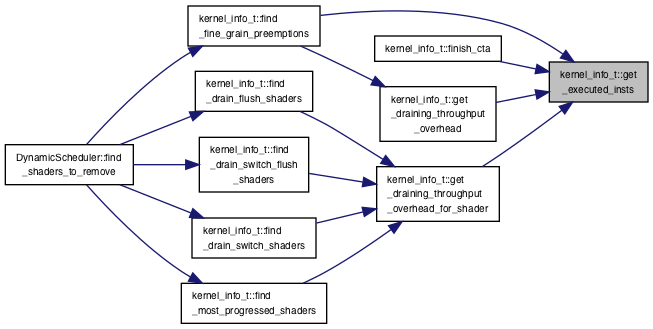 kernel_info_t::find
_fine_grain_preemptions
kernel_info_t::finish_cta
kernel_info_t::get
_executed_insts
kernel_info_t::find
_drain_flush_shaders
kernel_info_t::get
_draining_throughput
_overhead
DynamicScheduler::find
_shaders_to_remove
kernel_info_t::find
_drain_switch_flush
_shaders
kernel_info_t::get
_draining_throughput
_overhead_for_shader
kernel_info_t::find
_drain_switch_shaders
kernel_info_t::find
_most_progressed_shaders